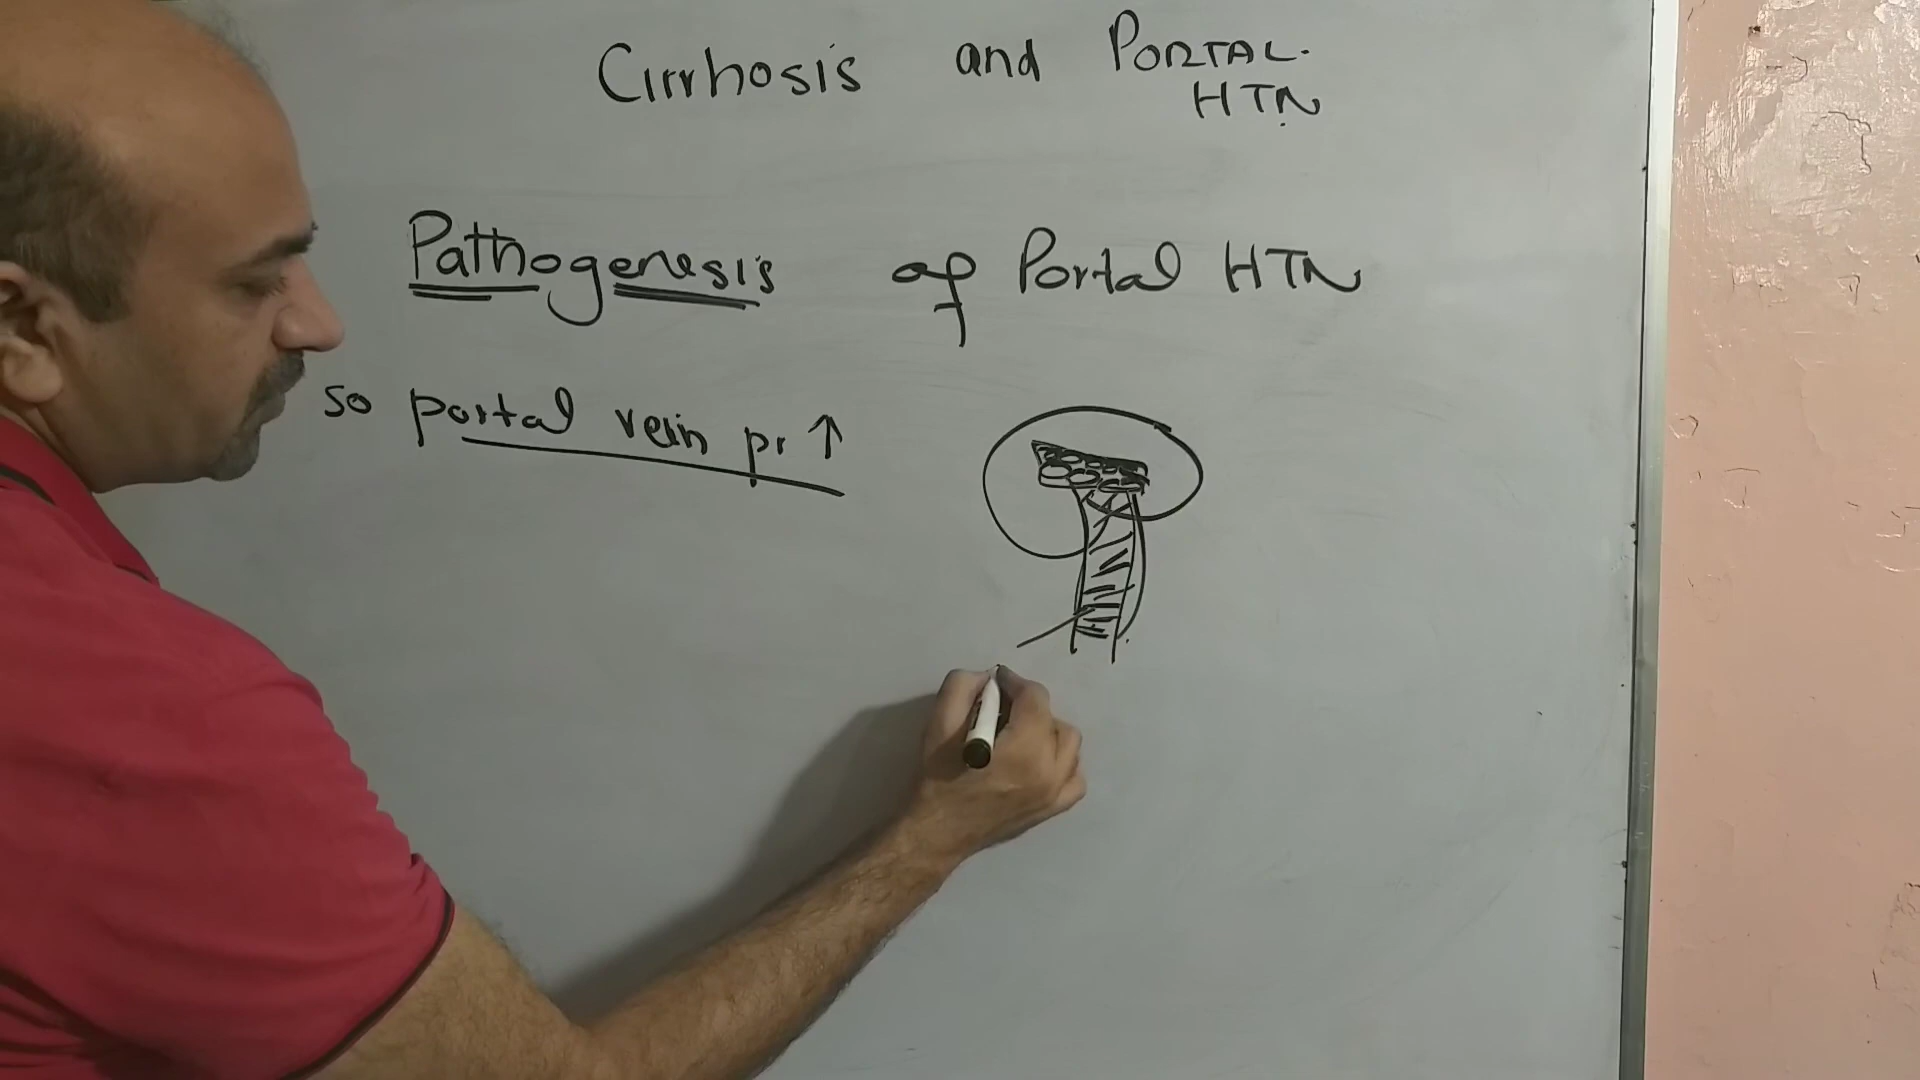 Cirrhosis and PORTAL.
HTN
Pathogenesis of Portal HTN
so portal vein pr ↑